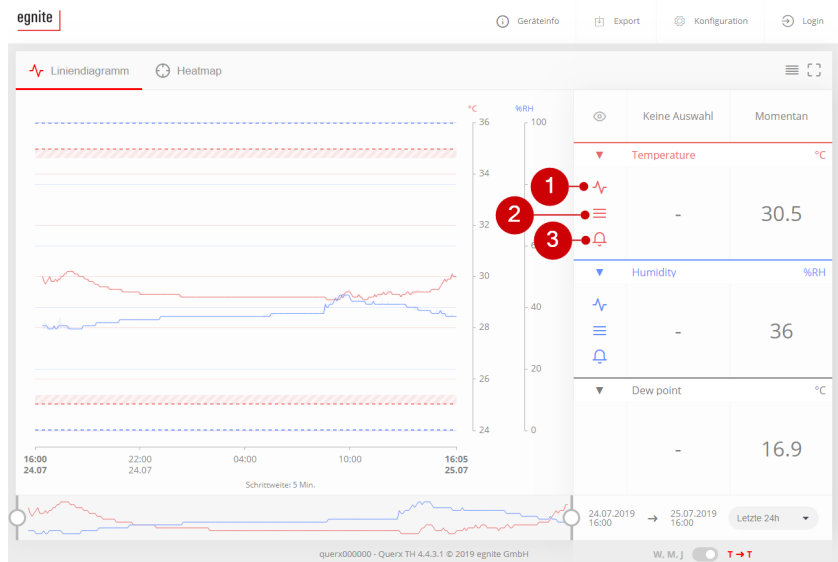 egnite
Geräteinfo
Export
Konfiguration
Login
Liniendiagramm
Heatmap
°C
%RH
Keine Auswahl
Momentan
36
100
Temperature
°C
34
1
2
3
-
30.5
32
6
30
Humidity
%RH
40
28
-
36
26
20
Dew point
°C
24
0
-
16.9
16:00
22:00
04:00
10:00
16:05
24.07
24.07
25.07
Schrittweite: 5 Min.
24.07.2019
16:00
→
25.07.2019
16:00
Letzte 24h
querx000000 - Querx TH 4.4.3.1 © 2019 egnite GmbH
W, M, J
T → T